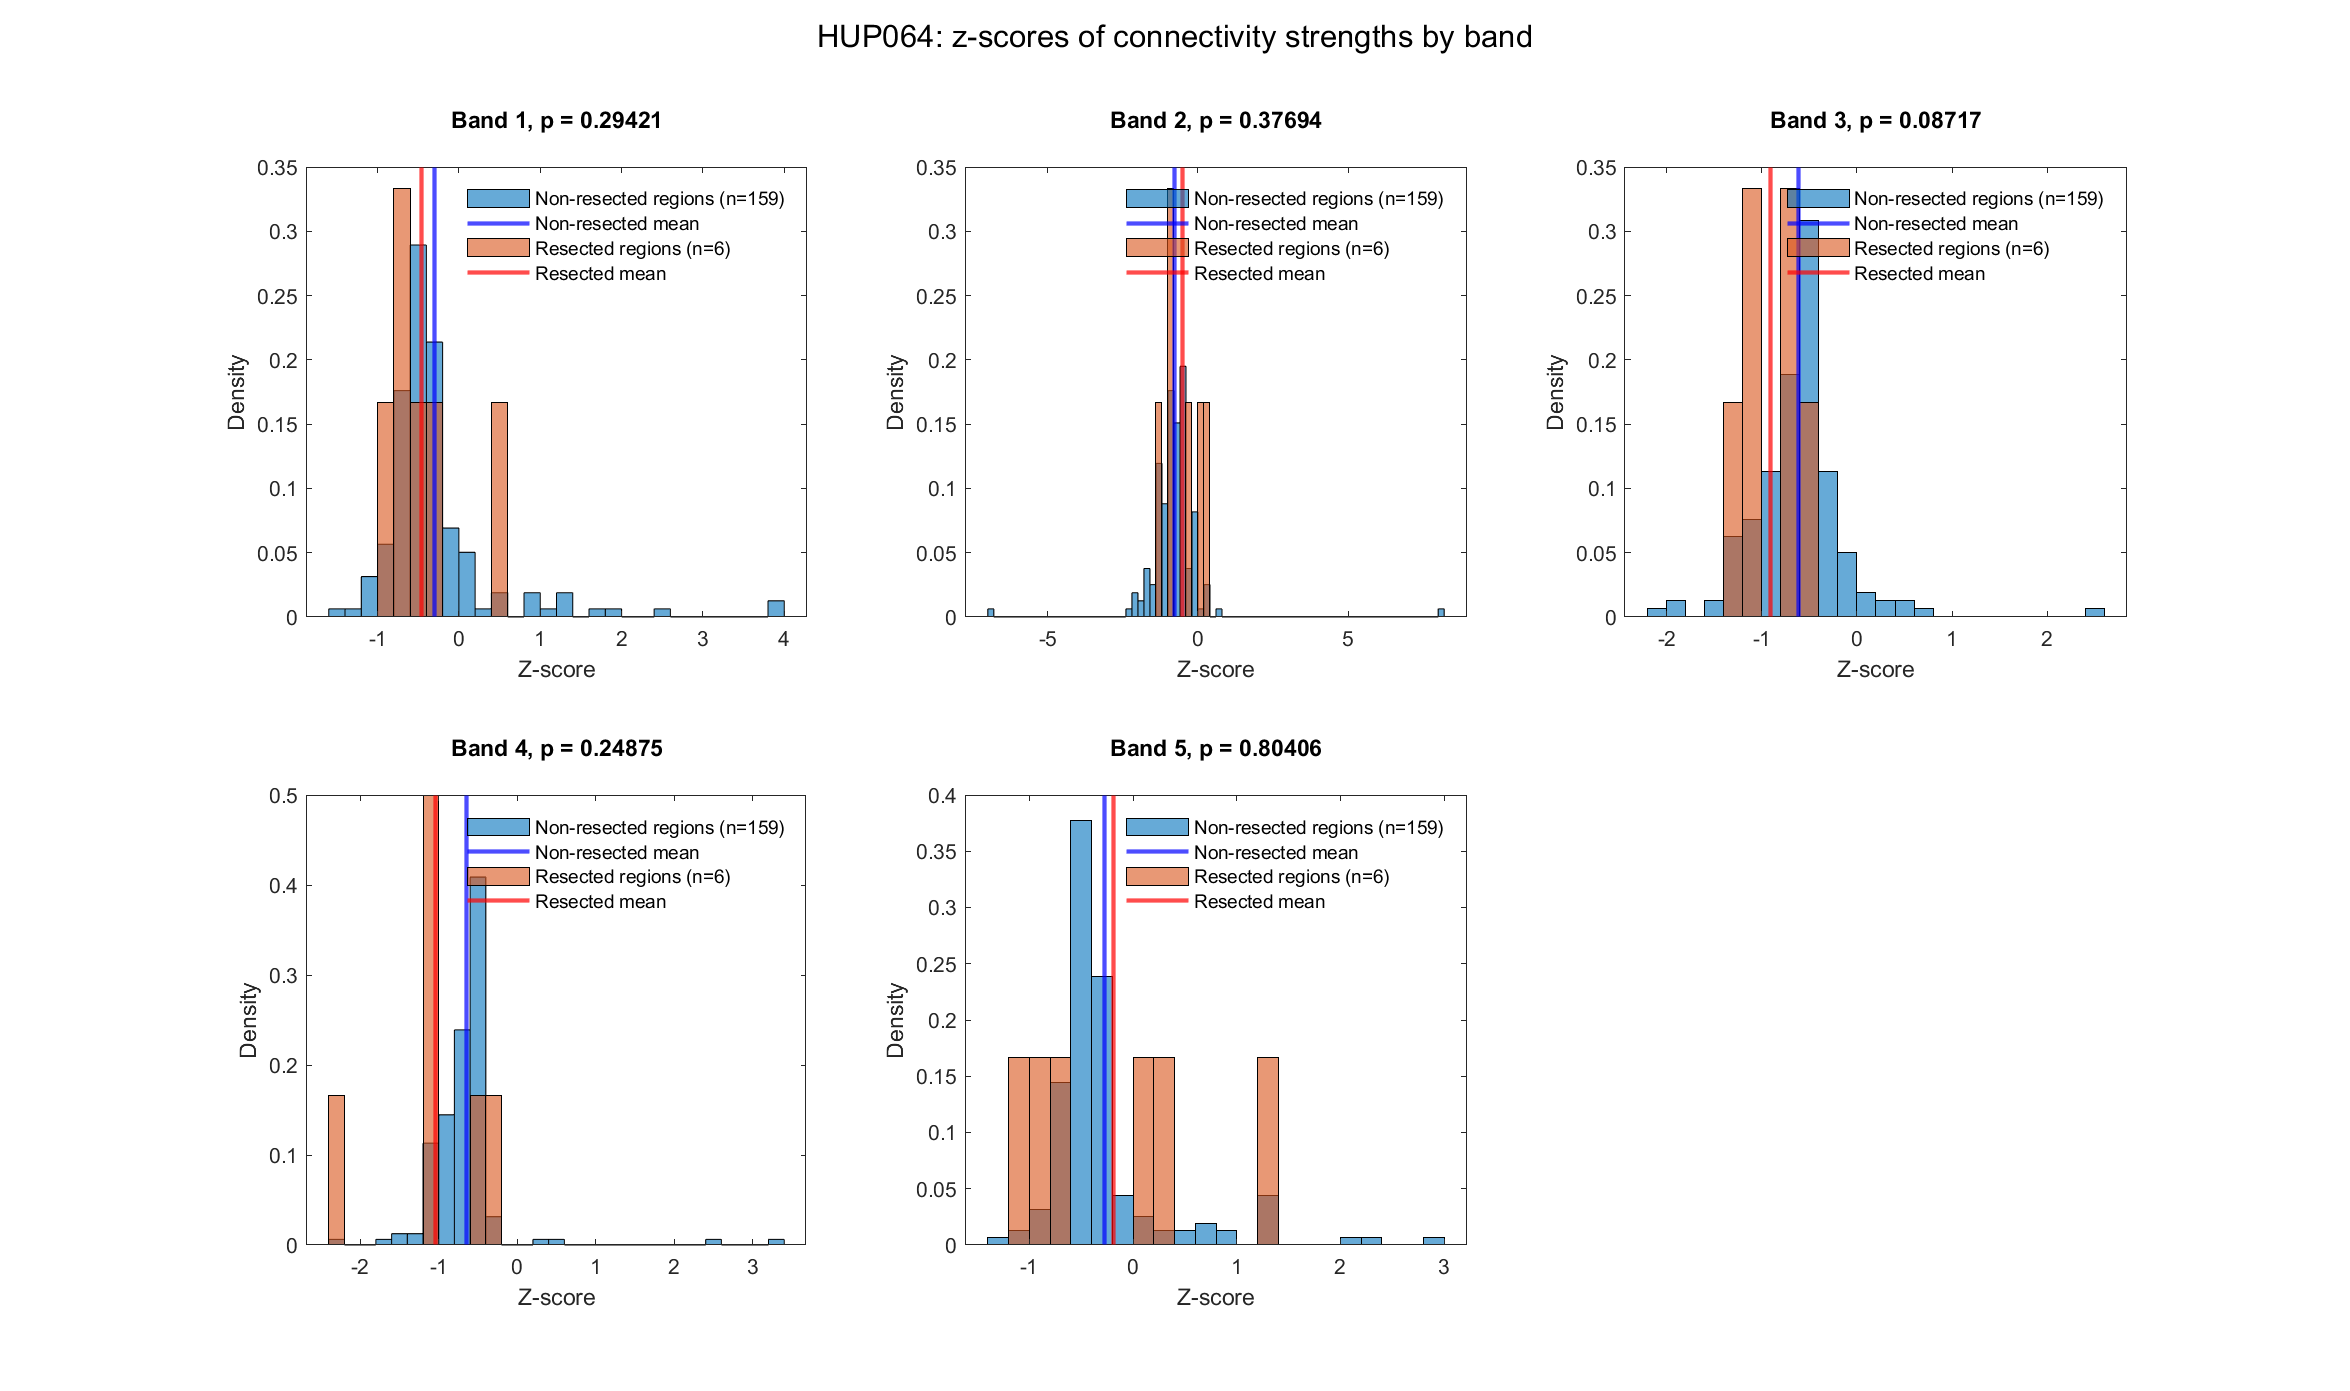 HUP064: z-scores of connectivity strengths by band
Band 1, p = 0.29421
0.35
0.3
0.25
0.2
0.15
0.1
0.05
0
Density
-1
0
1
2
3
4
Z-score
Non-resected regions (n=159)
Non-resected mean
Resected regions (n=6)
Resected mean
Band 2, p = 0.37694
0.35
0.3
0.25
0.2
0.15
0.1
0.05
0
Density
-5
0
5
Z-score
Non-resected regions (n=159)
Non-resected mean
Resected regions (n=6)
Resected mean
Band 3, p = 0.08717
0.35
0.3
0.25
0.2
0.15
0.1
0.05
0
Density
-2
-1
0
1
2
Z-score
Non-resected regions (n=159)
Non-resected mean
Resected regions (n=6)
Resected mean
Band 4, p = 0.24875
0.5
0.4
0.3
0.2
0.1
0
Density
-2
-1
0
1
2
3
Z-score
Non-resected regions (n=159)
Non-resected mean
Resected regions (n=6)
Resected mean
Band 5, p = 0.80406
0.4
0.35
0.3
0.25
0.2
0.15
0.1
0.05
0
Density
-1
0
1
2
3
Z-score
Non-resected regions (n=159)
Non-resected mean
Resected regions (n=6)
Resected mean